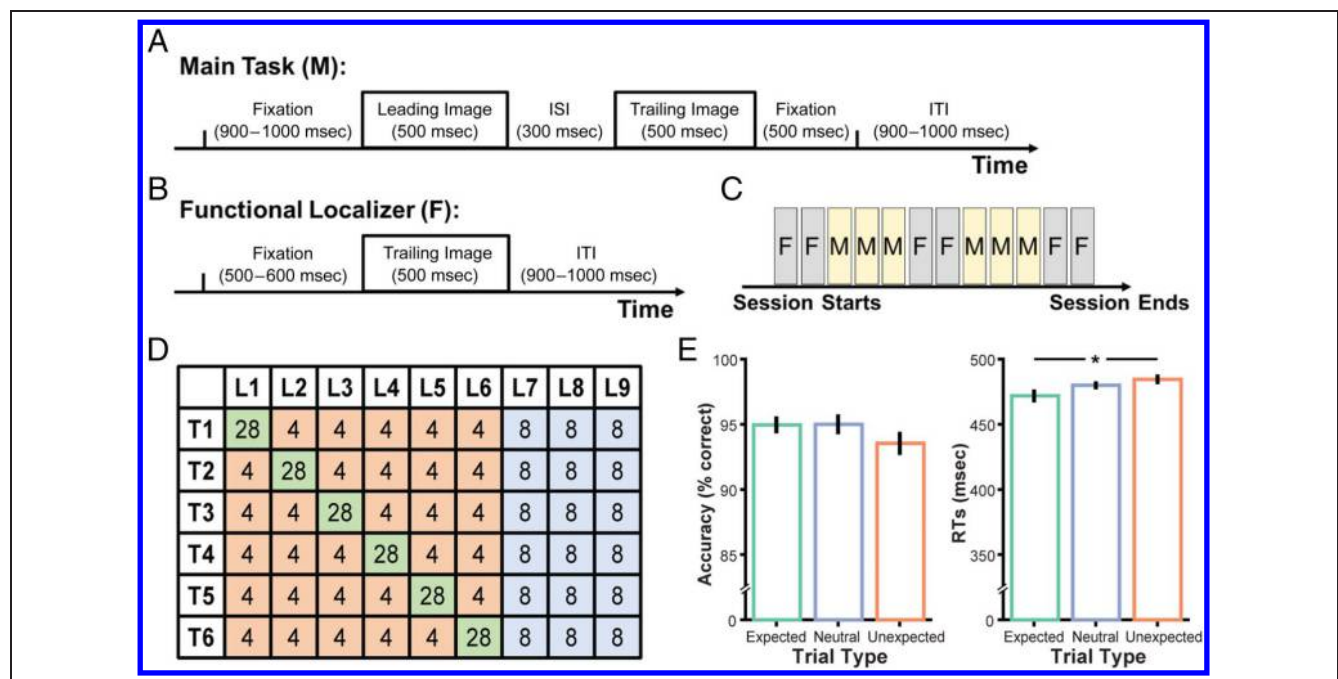 A
Main Task (M):
Fixation
(900–1000 msec)
Leading Image
(500 msec)
ISI
(300 msec)
Trailing Image
(500 msec)
Fixation
(500 msec)
ITI
(900–1000 msec)
Time
B
Functional Localizer (F):
Fixation
(500–600 msec)
Trailing Image
(500 msec)
ITI
(900–1000 msec)
Time
C
F F M M M F F M M M F F
Session Starts Session Ends
D
L1 L2 L3 L4 L5 L6 L7 L8 L9
T1 28 4 4 4 4 4 8 8 8
T2 4 28 4 4 4 4 8 8 8
T3 4 4 28 4 4 4 8 8 8
T4 4 4 4 28 4 4 8 8 8
T5 4 4 4 4 28 4 8 8 8
T6 4 4 4 4 4 28 8 8 8
E
Accuracy (% correct)
100
95
90
85
0
Expected Neutral Unexpected
Trial Type
RTs (msec)
500
450
400
350
0
*
Expected Neutral Unexpected
Trial Type